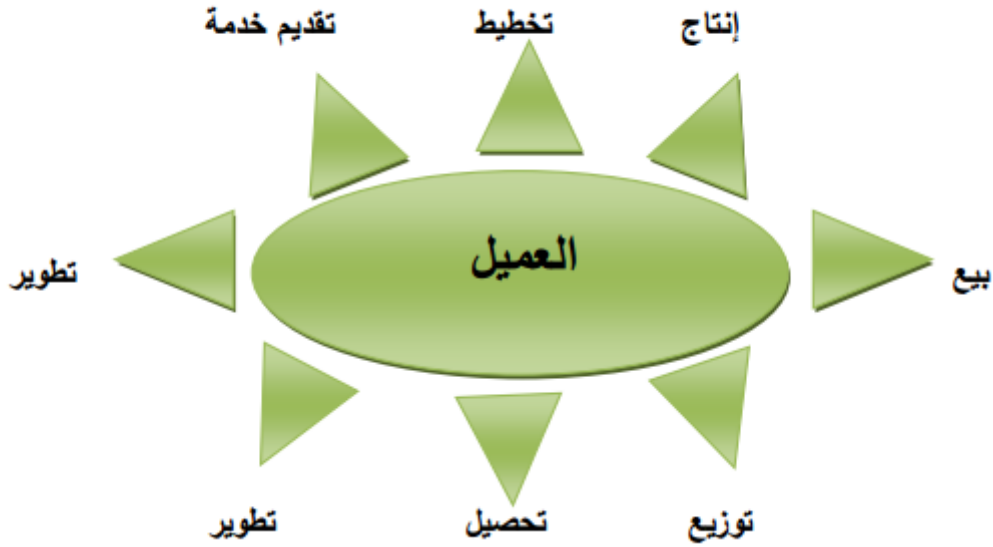 إنتاج
تخطيط
تقديم خدمة
العميل
بيع
تطوير
توزيع
تحصيل
تطوير